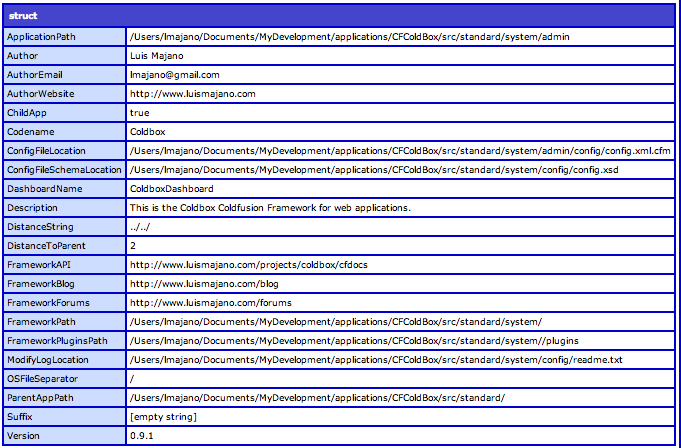 struct
ApplicationPath /Users/lmajano/Documents/MyDevelopment/applications/CFColdBox/src/standard/system/admin
Author Luis Majano
AuthorEmail lmajano@gmail.com
AuthorWebsite http://www.luismajano.com
ChildApp true
Codename Coldbox
ConfigFileLocation /Users/lmajano/Documents/MyDevelopment/applications/CFColdBox/src/standard/system/admin/config/config.xml.cfm
ConfigFileSchemaLocation /Users/lmajano/Documents/MyDevelopment/applications/CFColdBox/src/standard/system/config/config.xsd
DashboardName ColdboxDashboard
Description This is the Coldbox Coldfusion Framework for web applications.
DistanceString ../../
DistanceToParent 2
FrameworkAPI http://www.luismajano.com/projects/coldbox/cfdocs
FrameworkBlog http://www.luismajano.com/blog
FrameworkForums http://www.luismajano.com/forums
FrameworkPath /Users/lmajano/Documents/MyDevelopment/applications/CFColdBox/src/standard/system/
FrameworkPluginsPath /Users/lmajano/Documents/MyDevelopment/applications/CFColdBox/src/standard/system//plugins
ModifyLogLocation /Users/lmajano/Documents/MyDevelopment/applications/CFColdBox/src/standard/system/config/readme.txt
OSFileSeparator /
ParentAppPath /Users/lmajano/Documents/MyDevelopment/applications/CFColdBox/src/standard/
Suffix [empty string]
Version 0.9.1